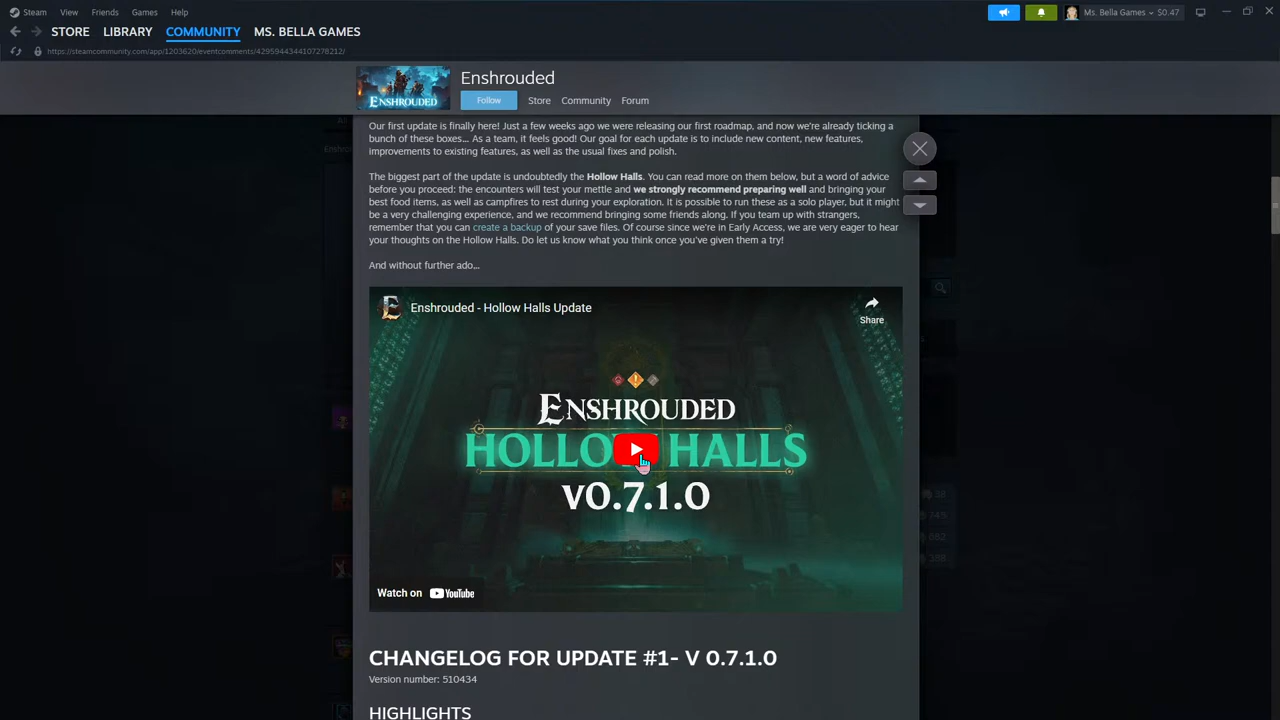 Steam View Friends Games Help
Ms. Bella Games $0.47
STORE LIBRARY COMMUNITY MS. BELLA GAMES
https://steamcommunity.com/app/1203620/eventcomments/4295944344107278212/
ENSHROUDED
Enshrouded
Follow Store Community Forum
Our first update is finally here! Just a few weeks ago we were releasing our first roadmap, and now we're already ticking a
bunch of these boxes... As a team, it feels good! Our goal for each update is to include new content, new features,
improvements to existing features, as well as the usual fixes and polish.
The biggest part of the update is undoubtedly the Hollow Halls. You can read more on them below, but a word of advice
before you proceed: the encounters will test your mettle and we strongly recommend preparing well and bringing your
best food items, as well as campfires to rest during your exploration. It is possible to run these as a solo player, but it might
be a very challenging experience, and we recommend bringing some friends along. If you team up with strangers,
remember that you can create a backup of your save files. Of course since we're in Early Access, we are very eager to hear
your thoughts on the Hollow Halls. Do let us know what you think once you've given them a try!
And without further ado,..
Enshrouded - Hollow Halls Update
Share
ENSHROUDED
HOLLOW HALLS
v0.7.1.0
38
745
682
388
Watch on YouTube
CHANGELOG FOR UPDATE #1- V 0.7.1.0
Version number: 510434
HIGHLIGHTS